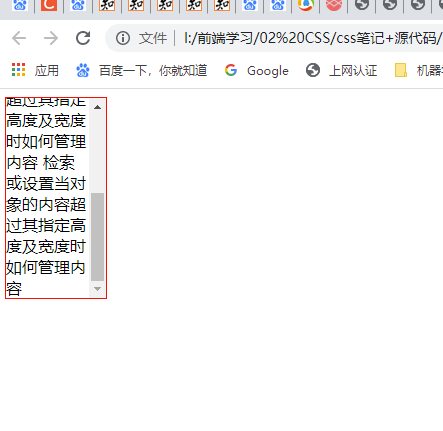 文件
I:/前端学习/02%20CSS/css笔记+源代码/
应用
百度一下，你就知道
Google
上网认证
机器学
超过其指定
高度及宽度
时如何管理
内容 检索
或设置当对
象的内容超
过其指定高
度及宽度时
如何管理内
容